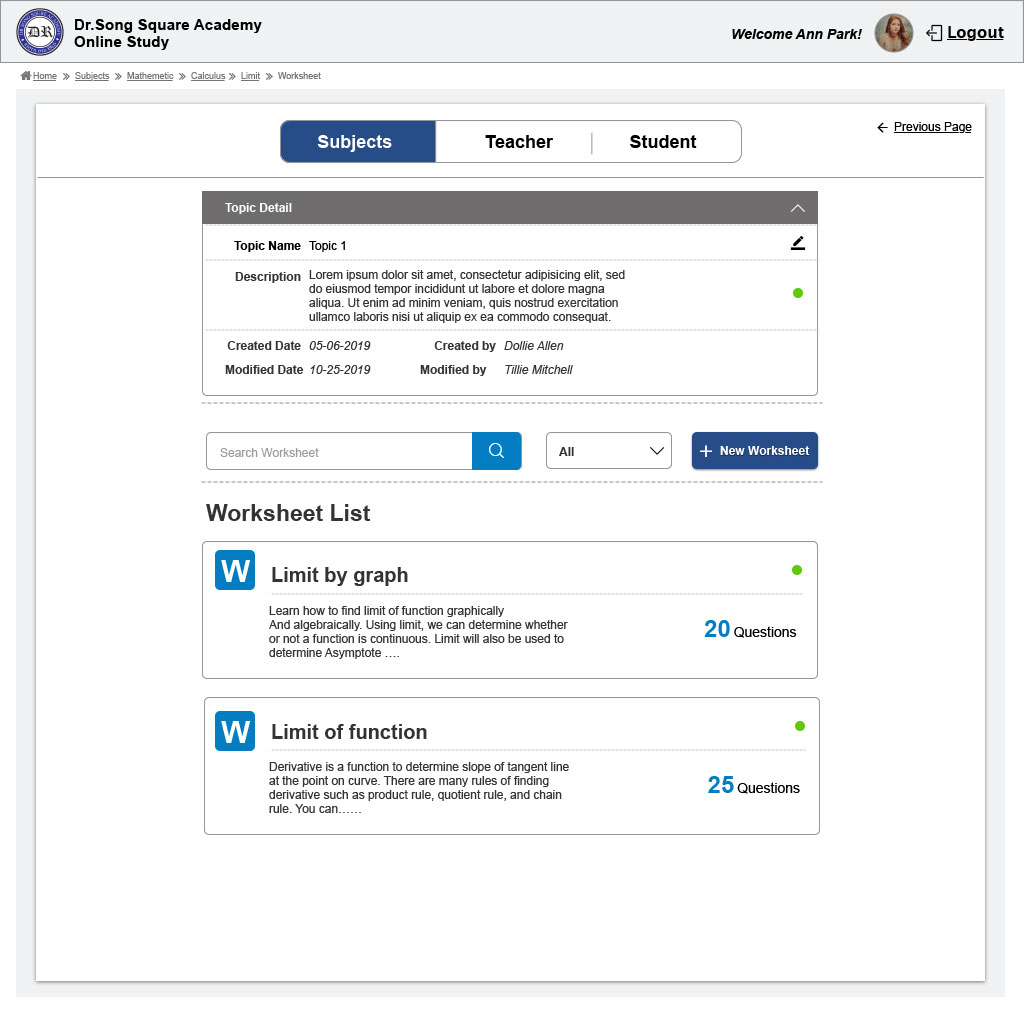 Dr.Song Square Academy
Online Study
DR
Welcome Ann Park!
Logout
Home
Subjects
Mathemetic
Calculus
Limit
Worksheet
Subjects
Teacher
Student
Previous Page
Topic Detail
Topic Name Topic 1
Description Lorem ipsum dolor sit amet, consectetur adipisicing elit, sed
do eiusmod tempor incididunt ut labore et dolore magna
aliqua. Ut enim ad minim veniam, quis nostrud exercitation
ullamco laboris nisi ut aliquip ex ea commodo consequat.
Created Date 05-06-2019 Created by Dollie Allen
Modified Date 10-25-2019 Modified by Tillie Mitchell
Search Worksheet
All
New Worksheet
Worksheet List
W
Limit by graph
Learn how to find limit of function graphically
And algebraically. Using limit, we can determine whether
or not a function is continuous. Limit will also be used to
determine Asymptote ….
20 Questions
W
Limit of function
Derivative is a function to determine slope of tangent line
at the point on curve. There are many rules of finding
derivative such as product rule, quotient rule, and chain
rule. You can……
25 Questions